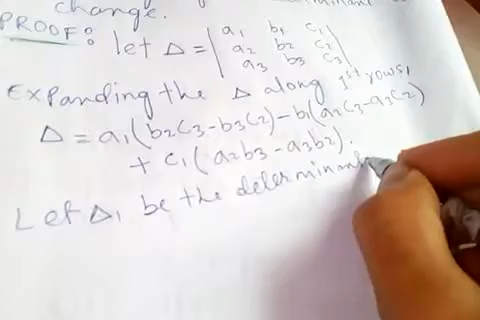 change.
PROOF: let Δ = | a1 b1 c1
a2 b2 c2
a3 b3 c3 |
Expanding the Δ along 1st rows,
Δ = a1(b2c3-b3c2)-b1(a2c3-a3c2)
+ c1(a2b3-a3b2).
Let Δ1 be the determinant